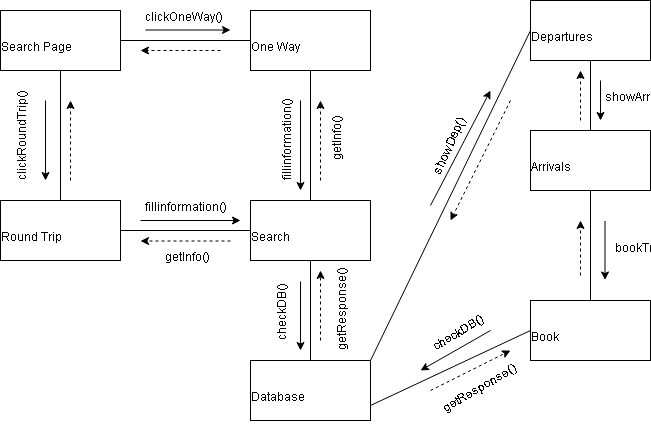 clickOneWay()
Search Page
One Way
Departures
clickRoundTrip()
fillinformation()
getInfo()
showDep()
showArr
Arrivals
fillinformation()
Round Trip
Search
getInfo()
bookTr
checkDB()
getResponse()
checkDB()
Book
getResponse()
Database